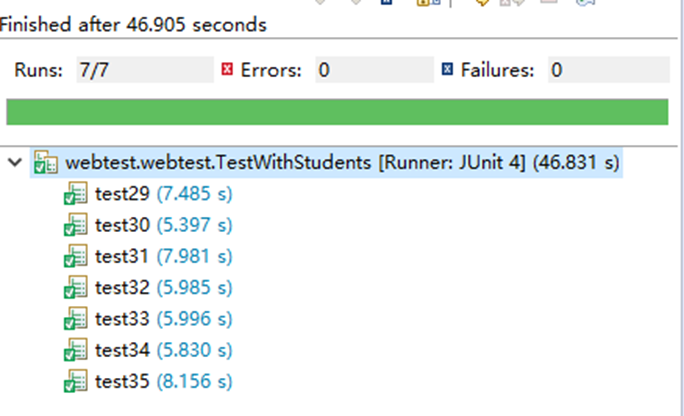 Finished after 46.905 seconds
Runs: 7/7 Errors: 0 Failures: 0
webtest.webtest.TestWithStudents [Runner: JUnit 4] (46.831 s)
test29 (7.485 s)
test30 (5.397 s)
test31 (7.981 s)
test32 (5.985 s)
test33 (5.996 s)
test34 (5.830 s)
test35 (8.156 s)